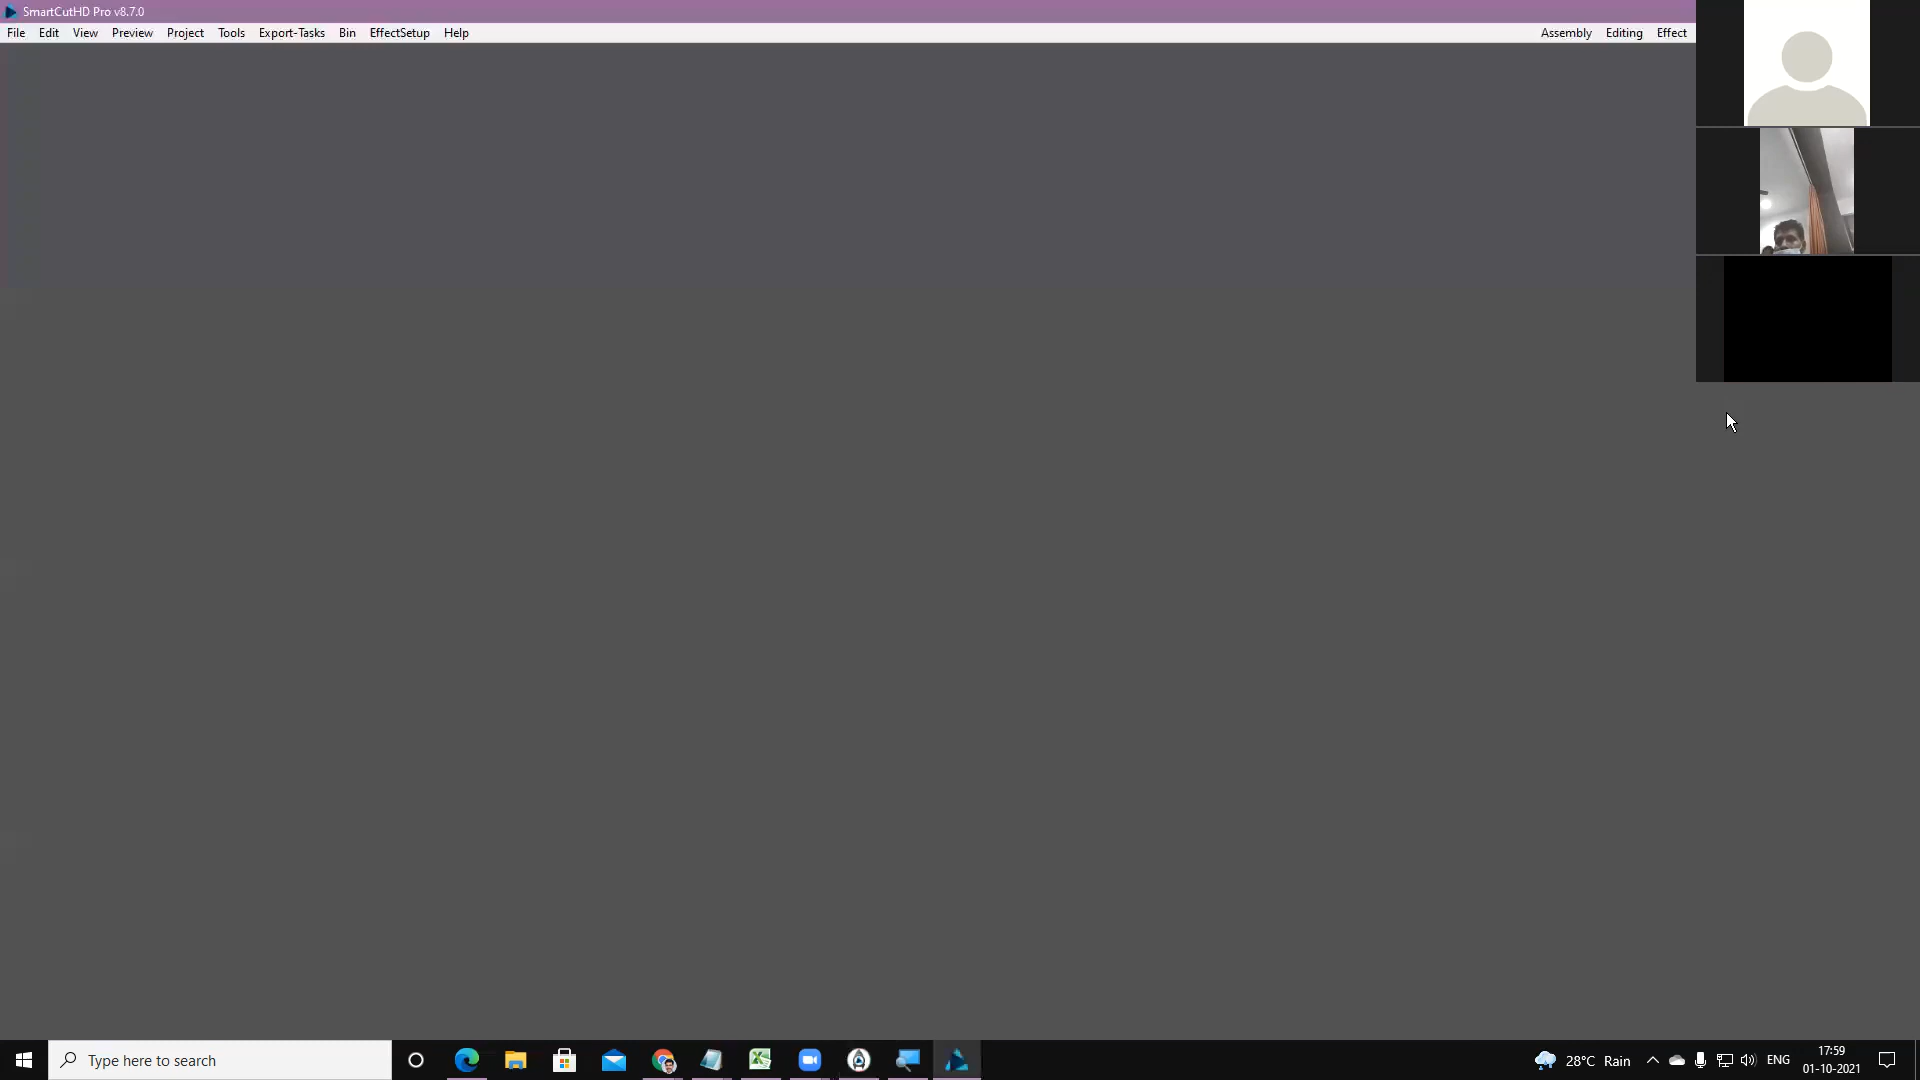 SmartCutHD Pro v8.7.0
File Edit View Preview Project Tools Export-Tasks Bin EffectSetup Help Assembly Editing Effect
Type here to search
28°C Rain
ENG
17:59
01-10-2021